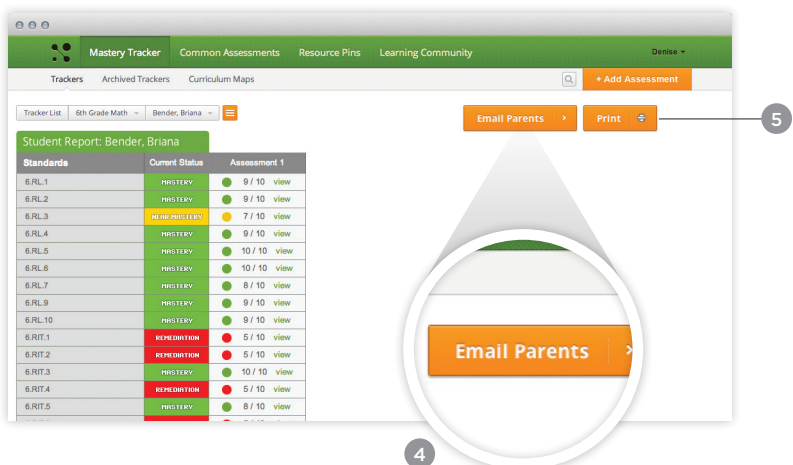 Mastery Tracker Common Assessments Resource Pins Learning Community Denise
Trackers Archived Trackers Curriculum Maps + Add Assessment
Tracker List 6th Grade Math Bender, Briana
Email Parents > Print
5
Student Report: Bender, Briana
Standards Current Status Assessment 1
6.RL.1 MASTERY 9 / 10 view
6.RL.2 MASTERY 9 / 10 view
6.RL.3 NEAR MASTERY 7 / 10 view
6.RL.4 MASTERY 9 / 10 view
6.RL.5 MASTERY 10 / 10 view
6.RL.6 MASTERY 10 / 10 view
6.RL.7 MASTERY 8 / 10 view
6.RL.9 MASTERY 9 / 10 view
6.RL.10 MASTERY 9 / 10 view
6.RIT.1 REMEDIATION 5 / 10 view
6.RIT.2 REMEDIATION 5 / 10 view
6.RIT.3 MASTERY 10 / 10 view
6.RIT.4 REMEDIATION 5 / 10 view
6.RIT.5 MASTERY 8 / 10 view
Email Parents >
4